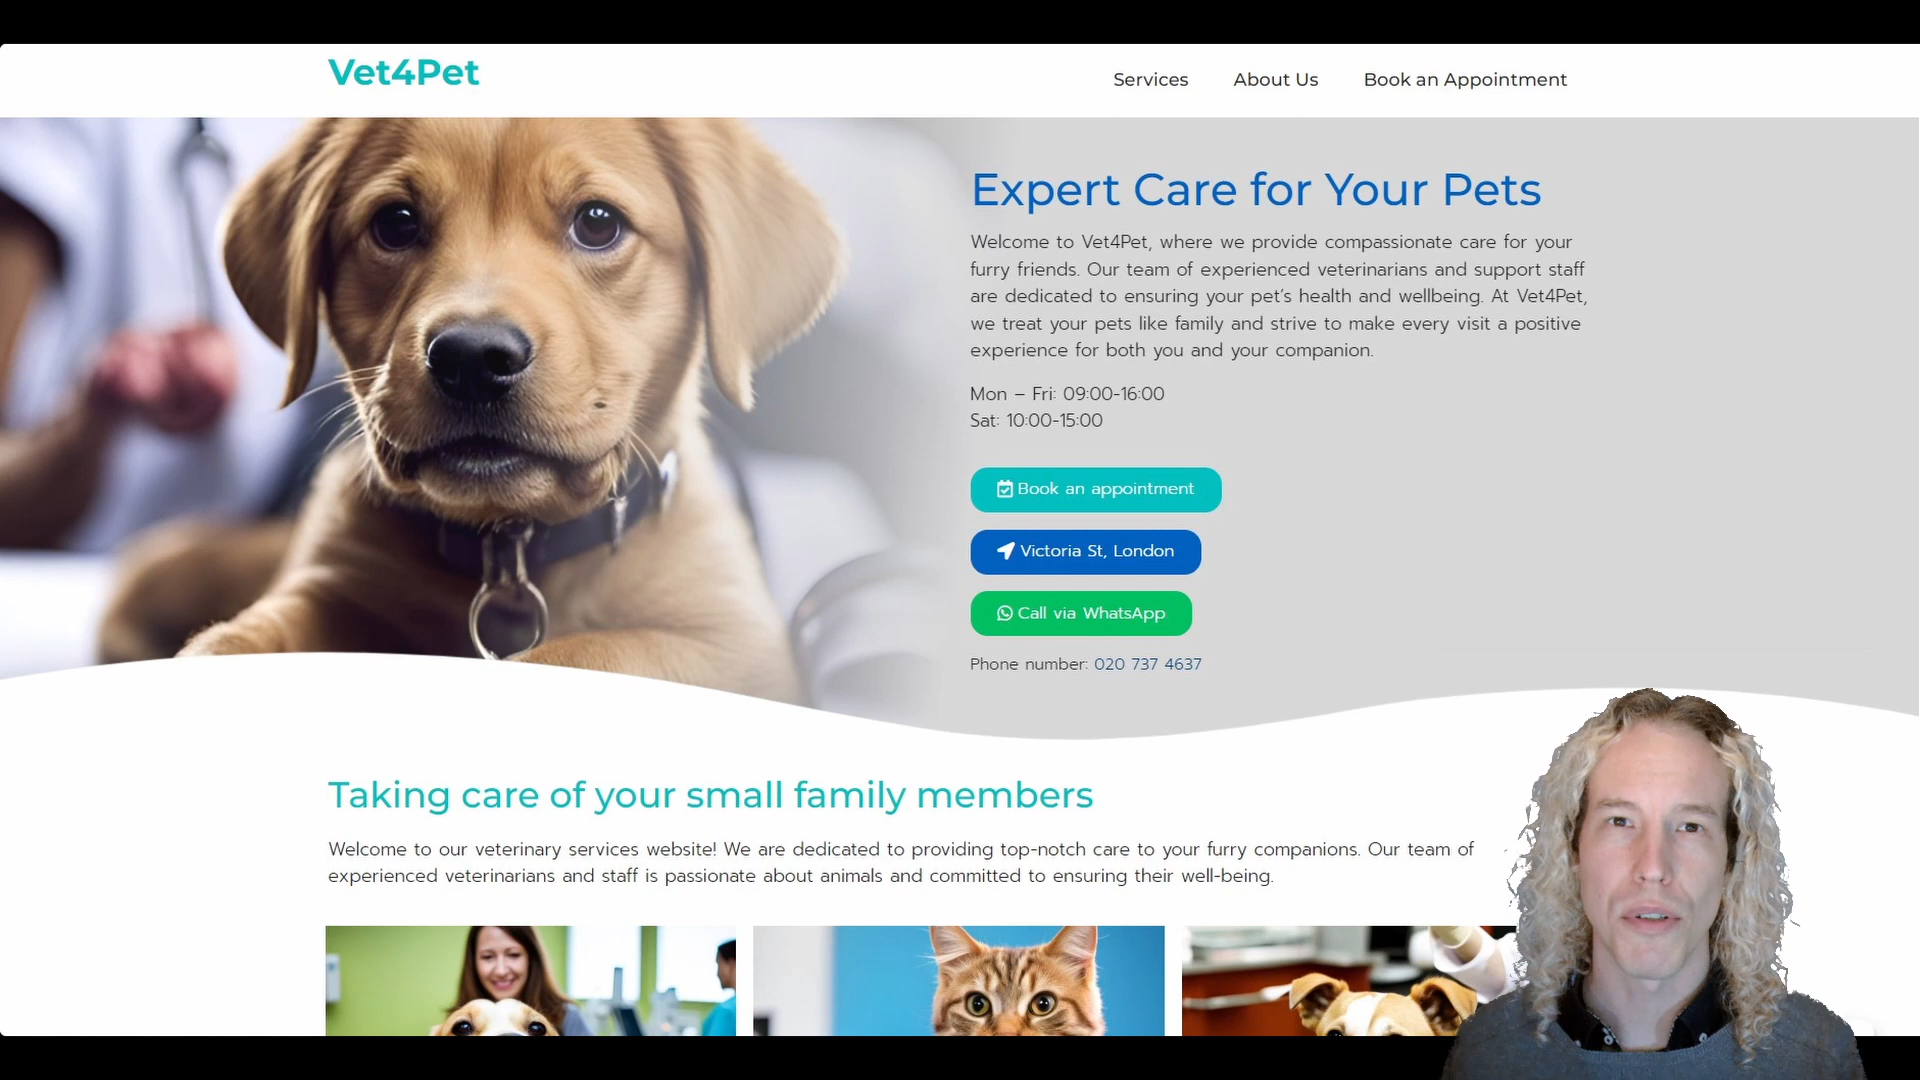 Vet4Pet
Services
About Us
Book an Appointment
Expert Care for Your Pets
Welcome to Vet4Pet, where we provide compassionate care for your
furry friends. Our team of experienced veterinarians and support staff
are dedicated to ensuring your pet’s health and wellbeing. At Vet4Pet,
we treat your pets like family and strive to make every visit a positive
experience for both you and your companion.
Mon – Fri: 09:00-16:00
Sat: 10:00-15:00
Book an appointment
Victoria St, London
Call via WhatsApp
Phone number: 020 737 4637
Taking care of your small family members
Welcome to our veterinary services website! We are dedicated to providing top-notch care to your furry companions. Our team of
experienced veterinarians and staff is passionate about animals and committed to ensuring their well-being.